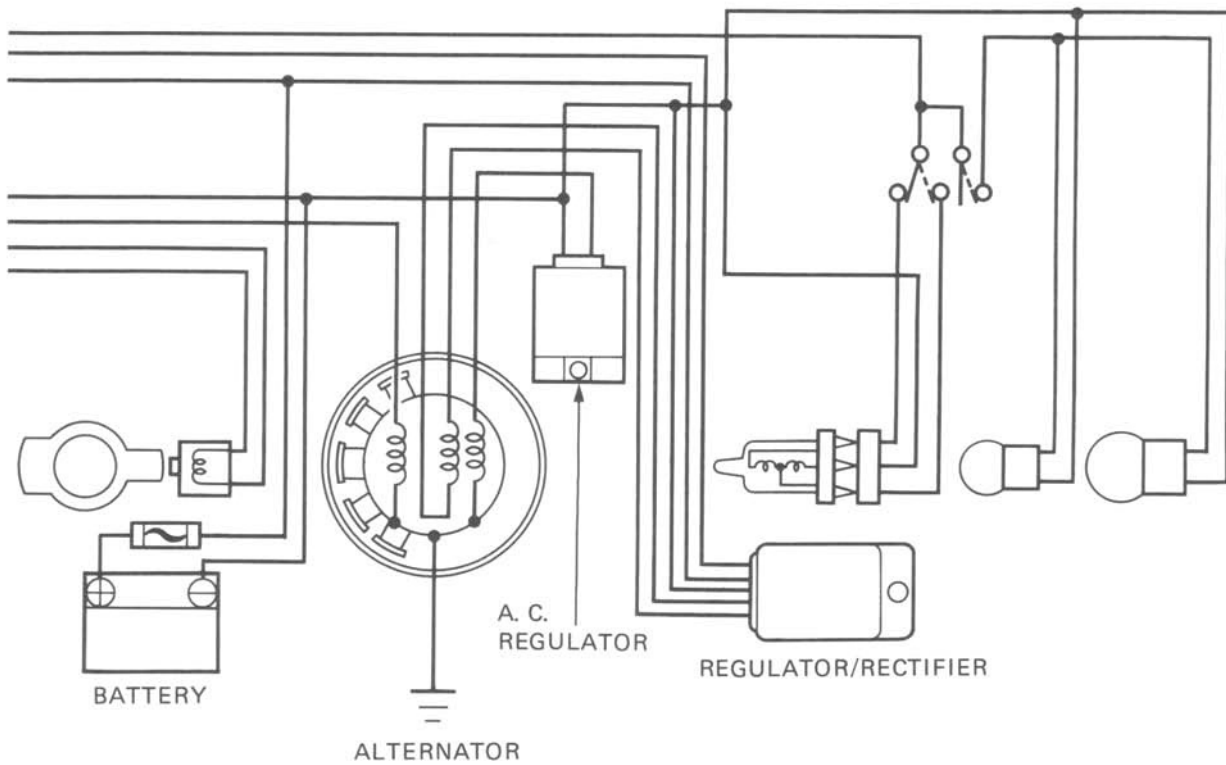 A. C.
REGULATOR
REGULATOR/RECTIFIER
BATTERY
ALTERNATOR